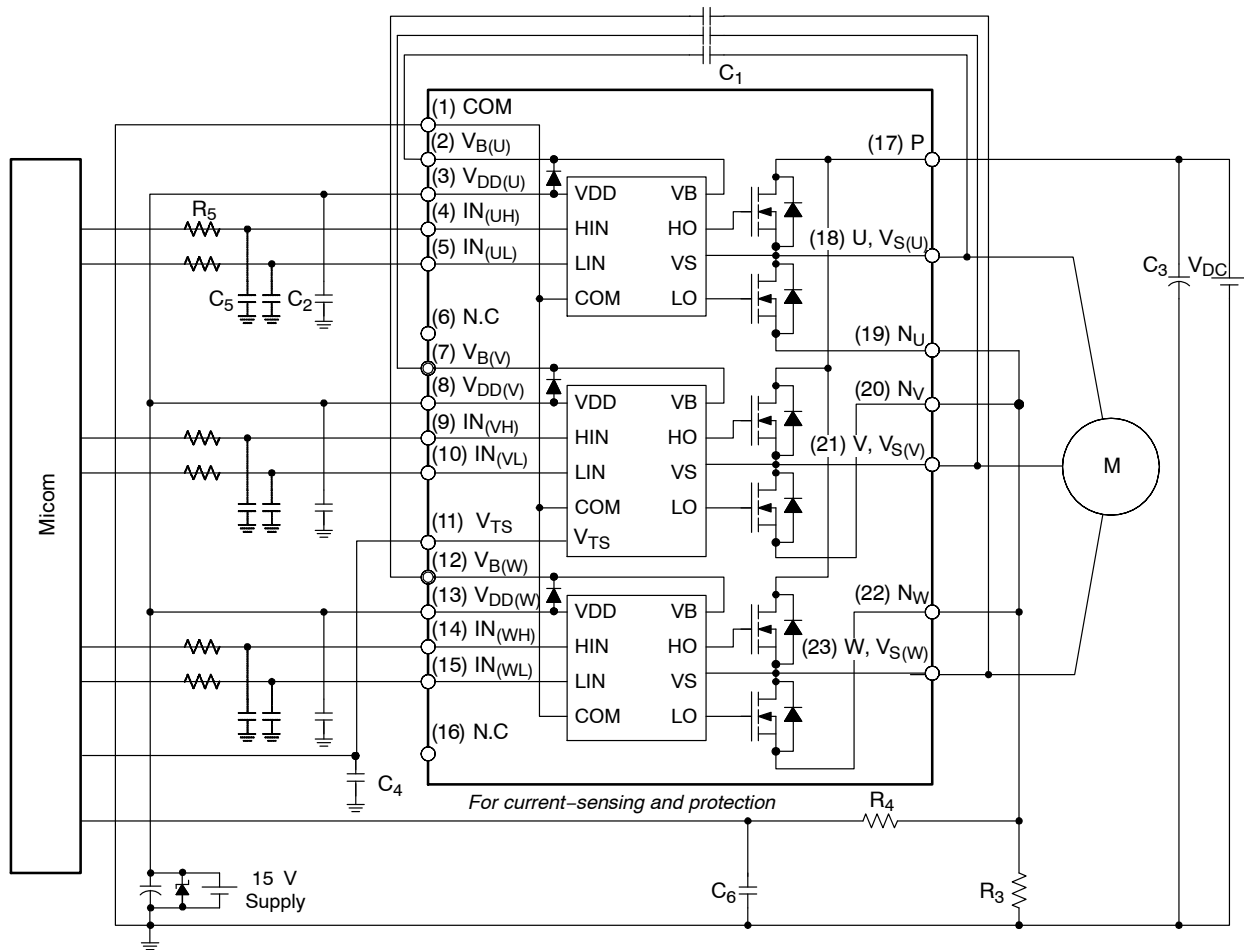 C1
(1) COM
(2) VB(U)
(3) VDD(U)
(4) IN(UH)
(5) IN(UL)
(6) N.C
(7) VB(V)
(8) VDD(V)
(9) IN(VH)
(10) IN(VL)
(11) VTS
(12) VB(W)
(13) VDD(W)
(14) IN(WH)
(15) IN(WL)
(16) N.C
(17) P
(18) U, VS(U)
(19) NU
(20) NV
(21) V, VS(V)
(22) NW
(23) W, VS(W)
VDD VB
HIN HO
LIN VS
COM LO
VDD VB
HIN HO
LIN VS
COM LO
VTS
VDD VB
HIN HO
LIN VS
COM LO
Micom
R5
C5 C2
C3 VDC
M
C4
For current–sensing and protection
R4
15 V
Supply
C6
R3